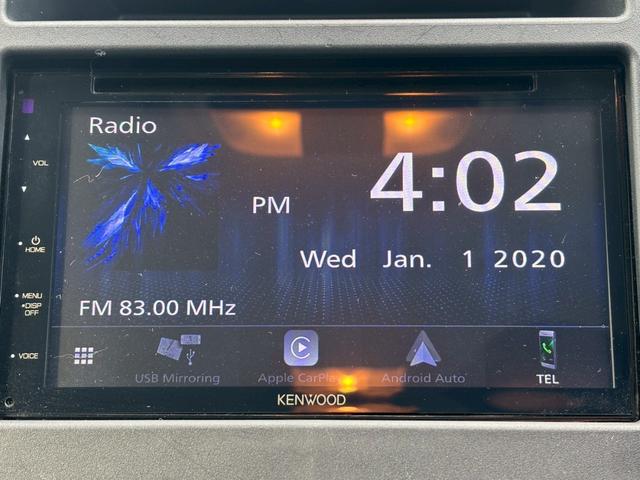 Radio
VOL
PM 4:02
HOME
Wed Jan. 1 2020
MENU
DISP
OFF
FM 83.00 MHz
VOICE
USB Mirroring Apple CarPlay Android Auto TEL
KENWOOD